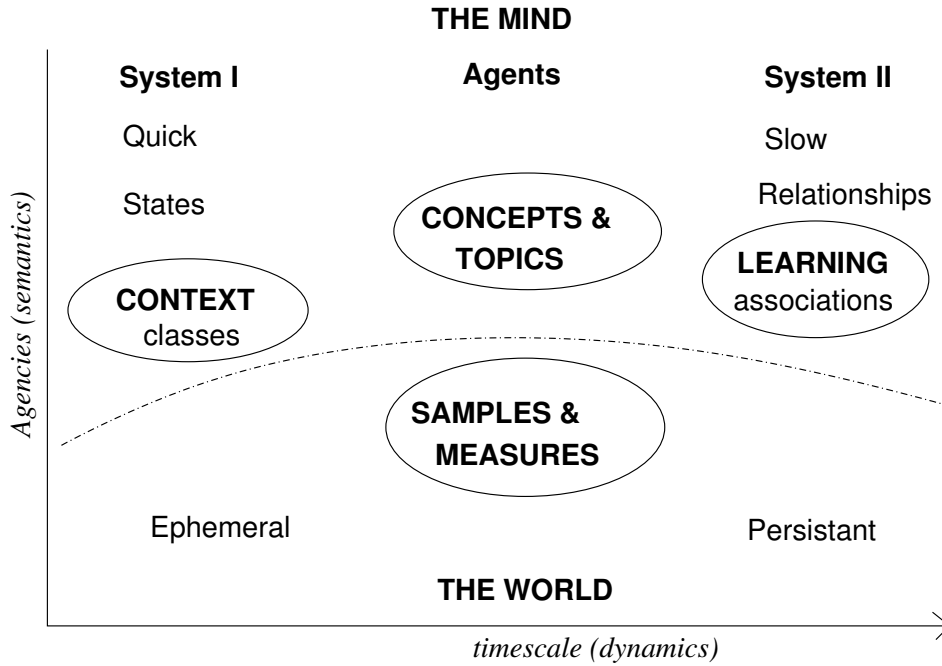 THE MIND
System I
Agents
System II
Quick
Slow
States
Relationships
CONCEPTS &
TOPICS
LEARNING
associations
CONTEXT
classes
SAMPLES &
MEASURES
Ephemeral
Persistant
THE WORLD
Agencies (semantics)
timescale (dynamics)